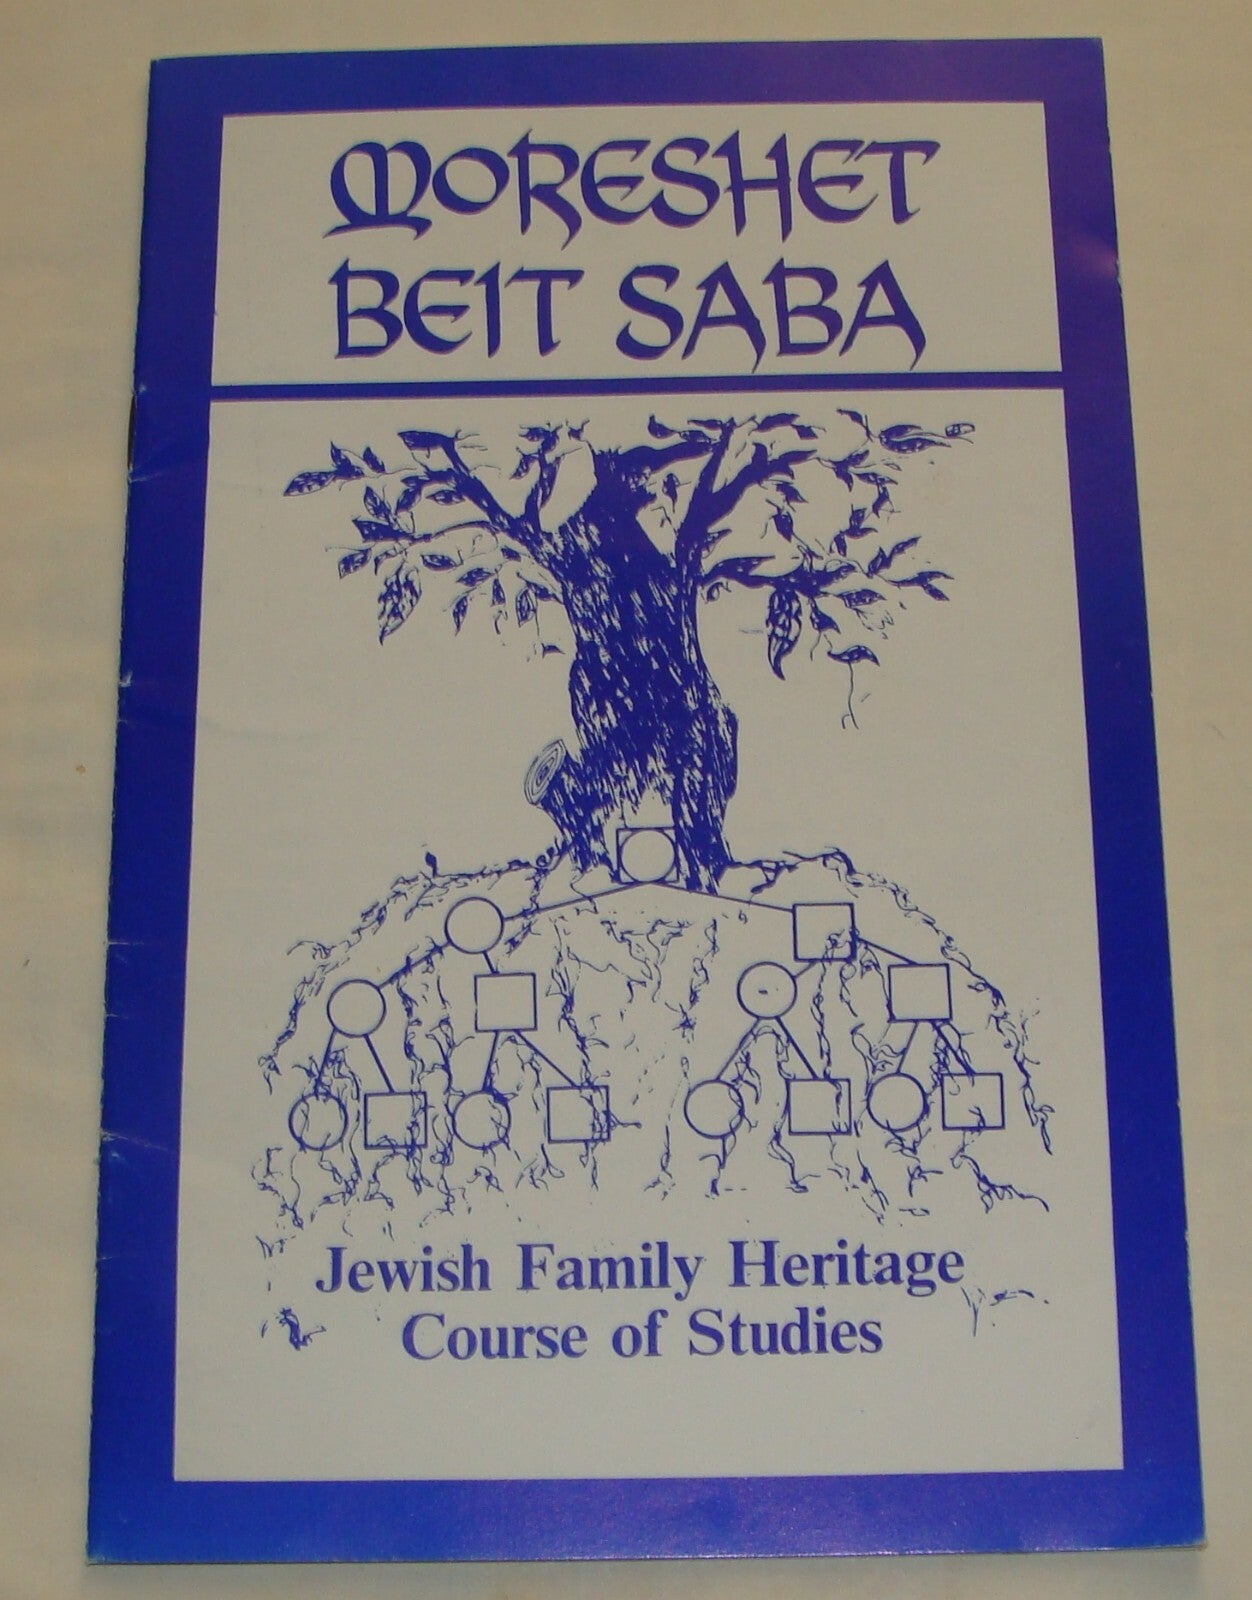 MORESHET
BEIT SABA
Jewish Family Heritage
Course of Studies